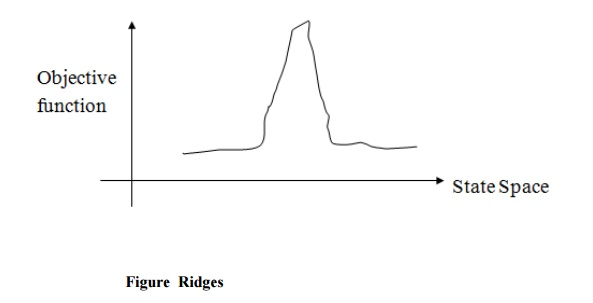 Objective
function
State Space
Figure Ridges